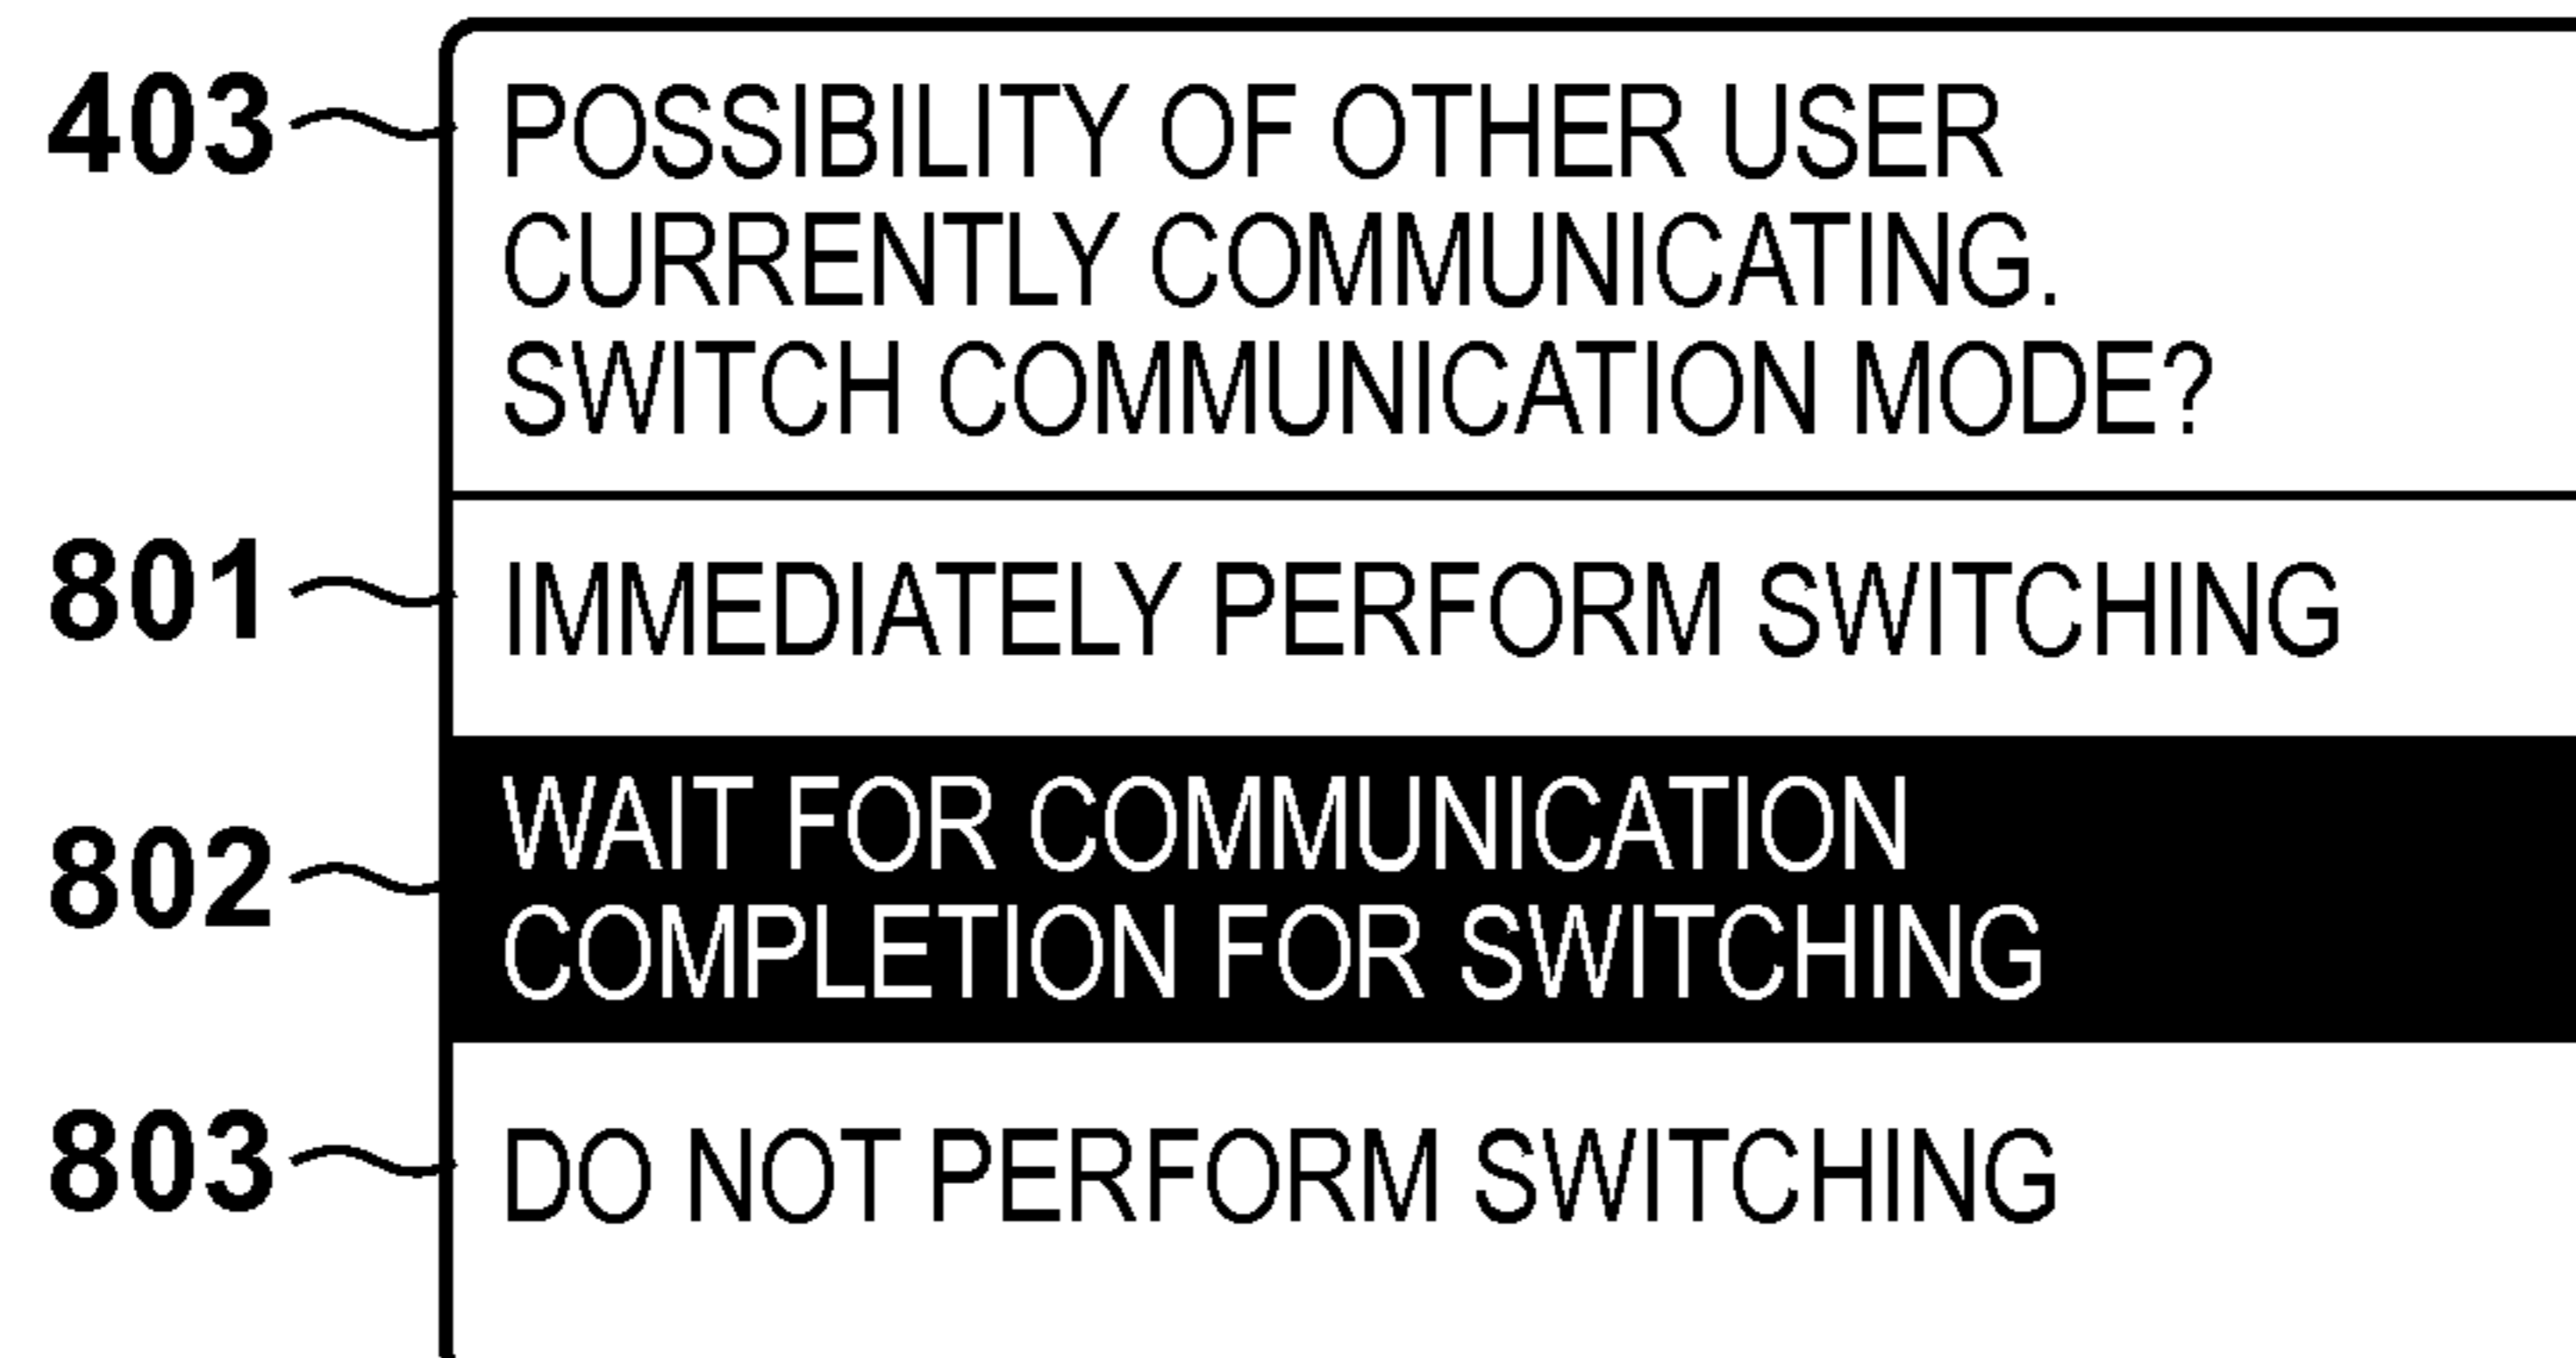 403 POSSIBILITY OF OTHER USER
CURRENTLY COMMUNICATING.
SWITCH COMMUNICATION MODE?
801 IMMEDIATELY PERFORM SWITCHING
802 WAIT FOR COMMUNICATION
COMPLETION FOR SWITCHING
803 DO NOT PERFORM SWITCHING